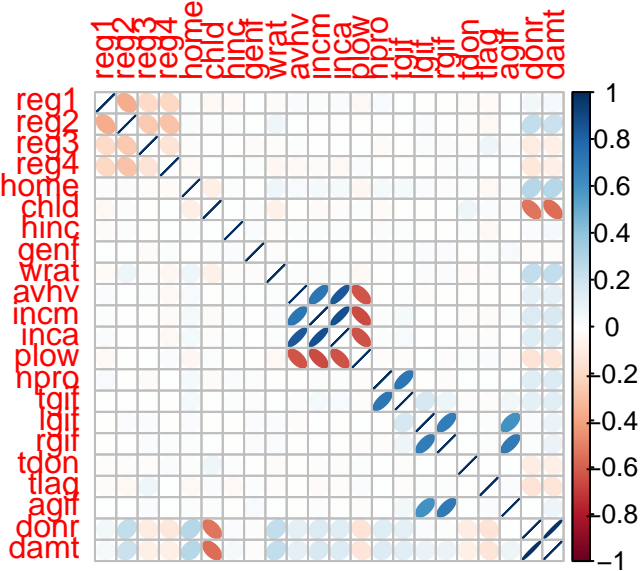 reg1 reg2 reg3 reg4 home chld hinc genf wrat avhv incm inca plow npro tgif lgif rgif tdon tlag agif donr damt
reg1
reg2
reg3
reg4
home
chld
hinc
genf
wrat
avhv
incm
inca
plow
npro
tgif
lgif
rgif
tdon
tlag
agif
donr
damt
1
0.8
0.6
0.4
0.2
0
-0.2
-0.4
-0.6
-0.8
-1